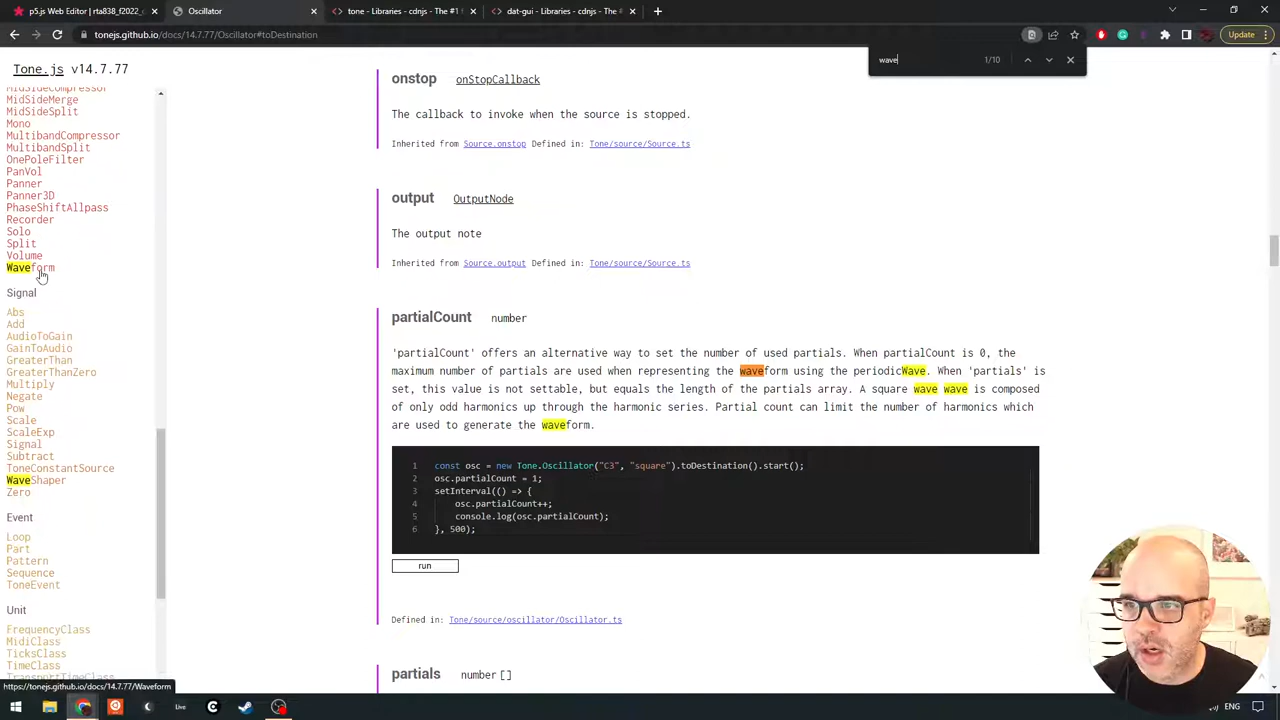 p5.js Web Editor | rta838_f2022_c
Oscillator
tone - Libraries - cdnjs - The #1 f
dat-gui - Libraries - cdnjs - The #
tonejs.github.io/docs/14.7.77/Oscillator#toDestination
Update
wave
1/10
Tone.js v14.7.77
MidSideCompressor
MidSideMerge
MidSideSplit
Mono
MultibandCompressor
MultibandSplit
OnePoleFilter
PanVol
Panner
Panner3D
PhaseShiftAllpass
Recorder
Solo
Split
Volume
Waveform
Signal
Abs
Add
AudioToGain
GainToAudio
GreaterThan
GreaterThanZero
Multiply
Negate
Pow
Scale
ScaleExp
Signal
Subtract
ToneConstantSource
WaveShaper
Zero
Event
Loop
Part
Pattern
Sequence
ToneEvent
Unit
FrequencyClass
MidiClass
TicksClass
TimeClass
TransportTimeClass
https://tonejs.github.io/docs/14.7.77/Waveform
onstop onStopCallback
The callback to invoke when the source is stopped.
Inherited from Source.onstop Defined in: Tone/source/Source.ts
output OutputNode
The output note
Inherited from Source.output Defined in: Tone/source/Source.ts
partialCount number
'partialCount' offers an alternative way to set the number of used partials. When partialCount is 0, the
maximum number of partials are used when representing the waveform using the periodicWave. When 'partials' is
set, this value is not settable, but equals the length of the partials array. A square wave wave is composed
of only odd harmonics up through the harmonic series. Partial count can limit the number of harmonics which
are used to generate the waveform.
1 const osc = new Tone.Oscillator("C3", "square").toDestination().start();
2 osc.partialCount = 1;
3 setInterval(() => {
4 osc.partialCount++;
5 console.log(osc.partialCount);
6 }, 500);
run
Defined in: Tone/source/oscillator/Oscillator.ts
partials number []
Live
ENG